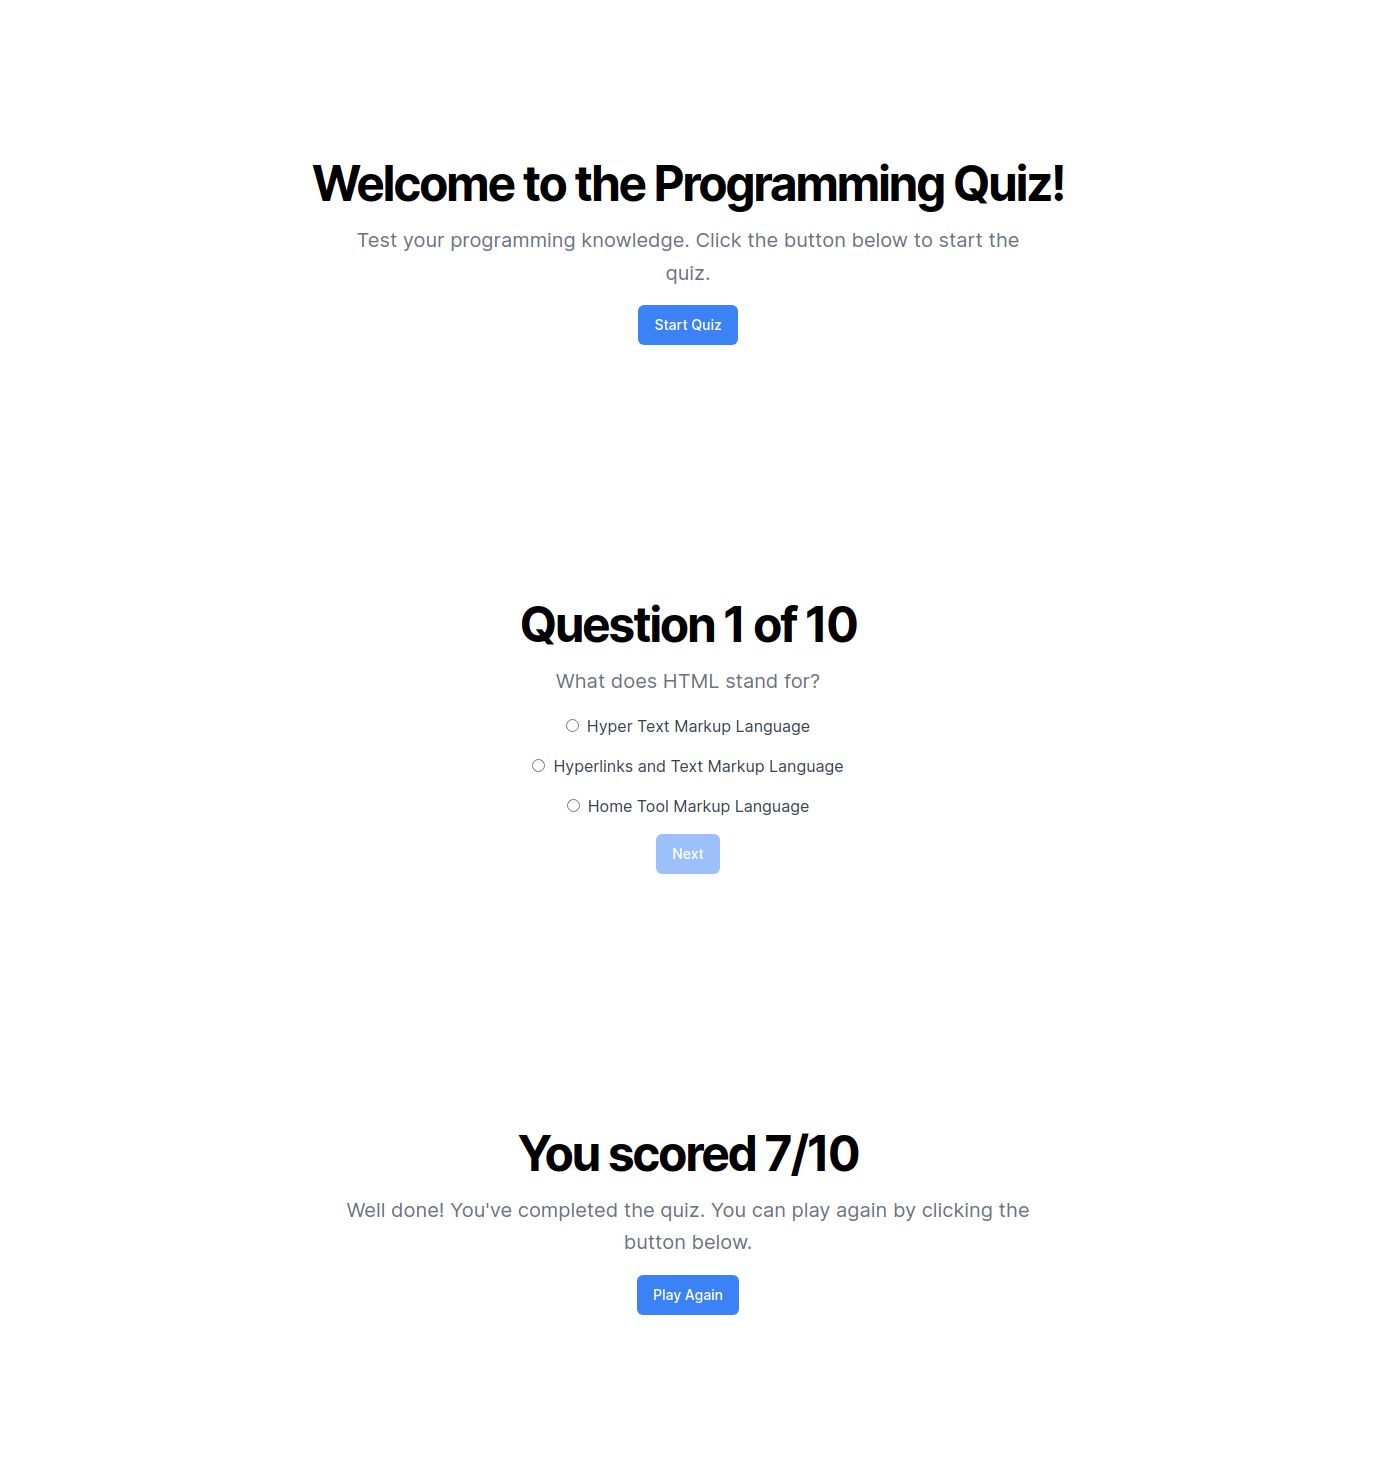 Welcome to the Programming Quiz!
Test your programming knowledge. Click the button below to start the
quiz.
Start Quiz
Question 1 of 10
What does HTML stand for?
Hyper Text Markup Language
Hyperlinks and Text Markup Language
Home Tool Markup Language
Next
You scored 7/10
Well done! You've completed the quiz. You can play again by clicking the
button below.
Play Again